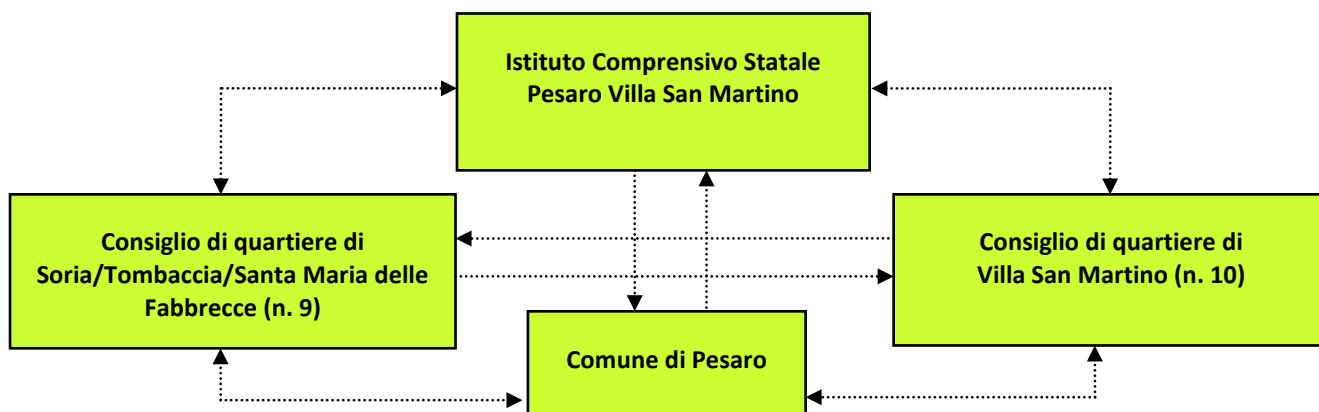 Istituto Comprensivo Statale
Pesaro Villa San Martino
Consiglio di quartiere di
Soria/Tombaccia/Santa Maria delle
Fabbrecce (n. 9)
Consiglio di quartiere di
Villa San Martino (n. 10)
Comune di Pesaro